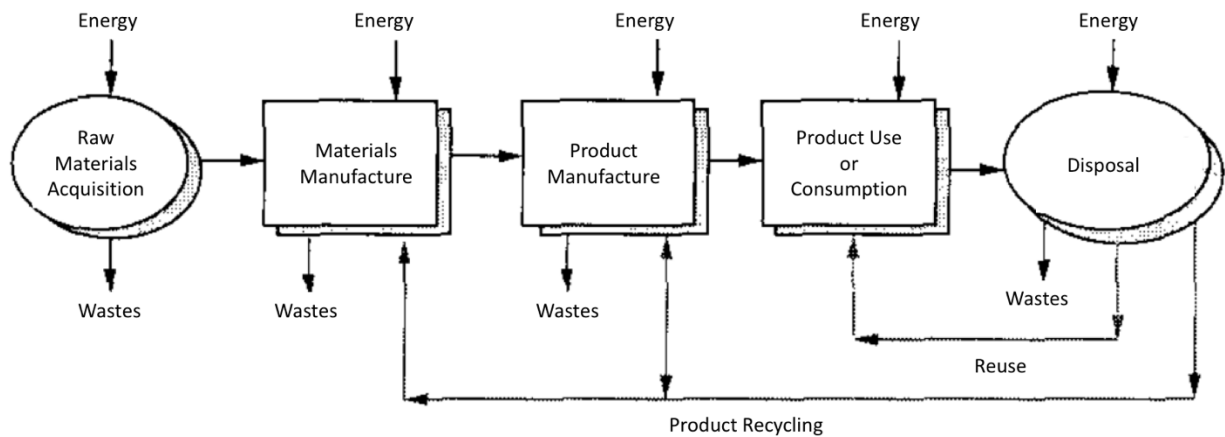 Energy
Energy
Energy
Energy
Energy
Raw
Materials
Acquisition
Materials
Manufacture
Product
Manufacture
Product Use
or
Consumption
Disposal
Wastes
Wastes
Wastes
Wastes
Reuse
Product Recycling